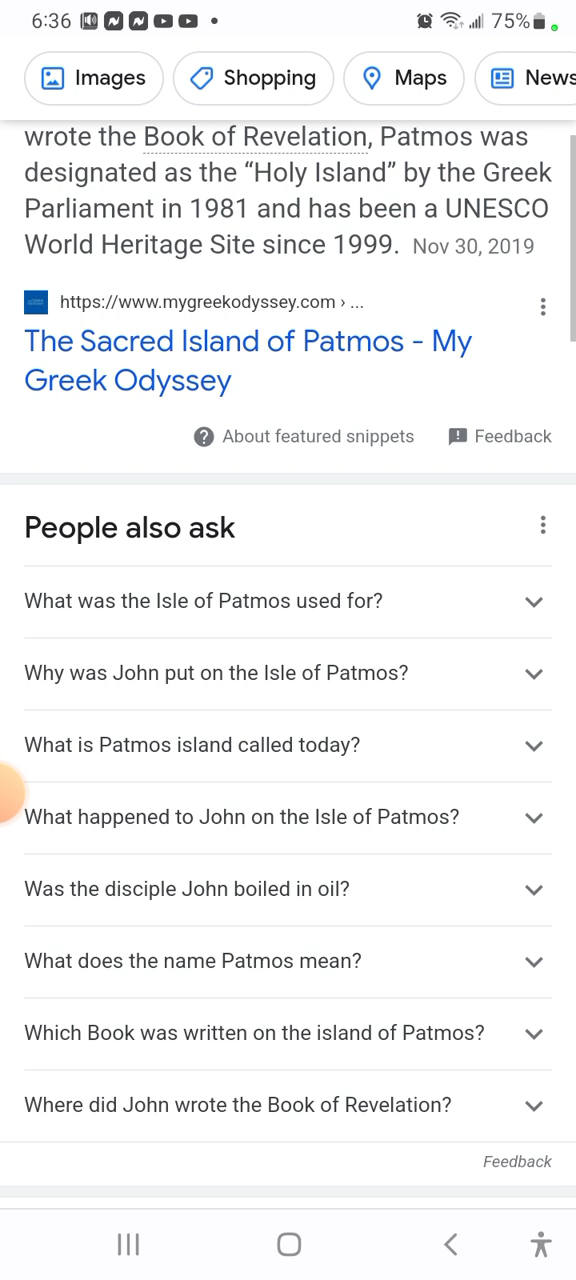 6:36 75%
Images Shopping Maps News
wrote the Book of Revelation, Patmos was
designated as the “Holy Island” by the Greek
Parliament in 1981 and has been a UNESCO
World Heritage Site since 1999. Nov 30, 2019
https://www.mygreekodyssey.com › ...
The Sacred Island of Patmos - My
Greek Odyssey
About featured snippets Feedback
People also ask
What was the Isle of Patmos used for?
Why was John put on the Isle of Patmos?
What is Patmos island called today?
What happened to John on the Isle of Patmos?
Was the disciple John boiled in oil?
What does the name Patmos mean?
Which Book was written on the island of Patmos?
Where did John wrote the Book of Revelation?
Feedback